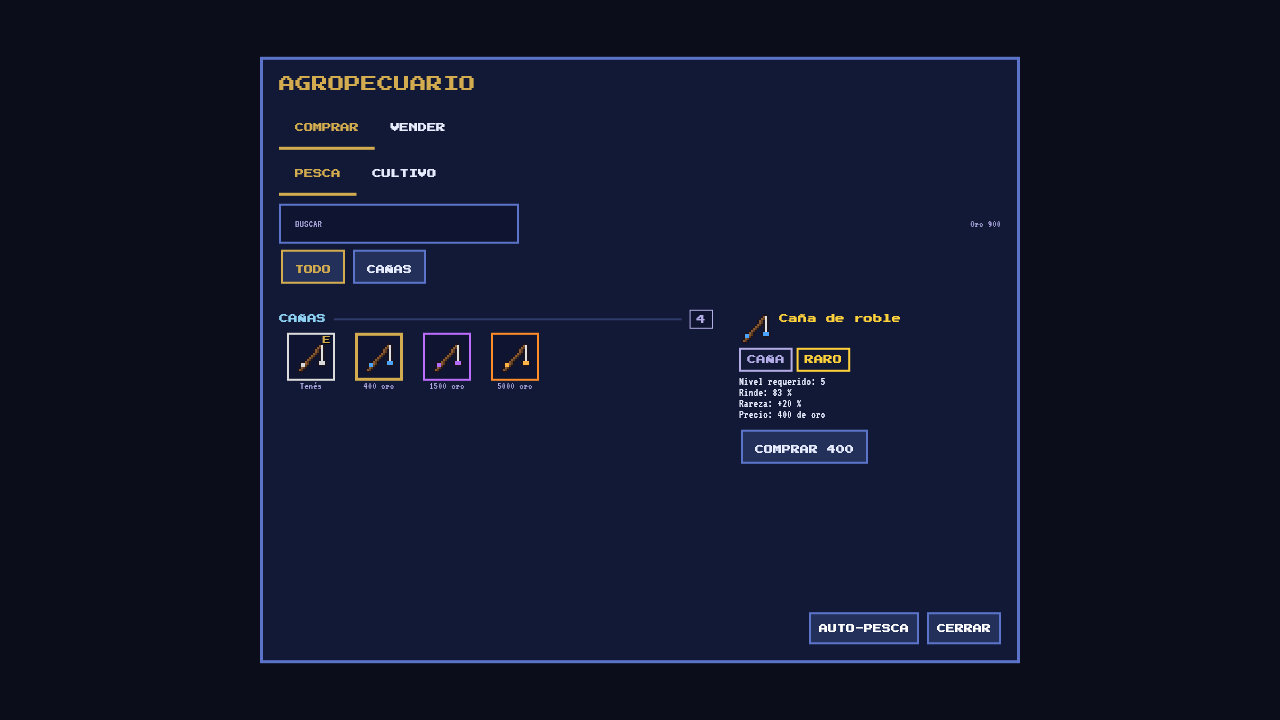 AGROPECUARIO
COMPRAR VENDER
PESCA CULTIVO
BUSCAR
Oro 900
TODO CAÑAS
CAÑAS 4
E
Tenés 400 oro 1500 oro 5000 oro
Caña de roble
CAÑA RARO
Nivel requerido: 5
Rinde: 83 %
Rareza: +20 %
Precio: 400 de oro
COMPRAR 400
AUTO-PESCA CERRAR